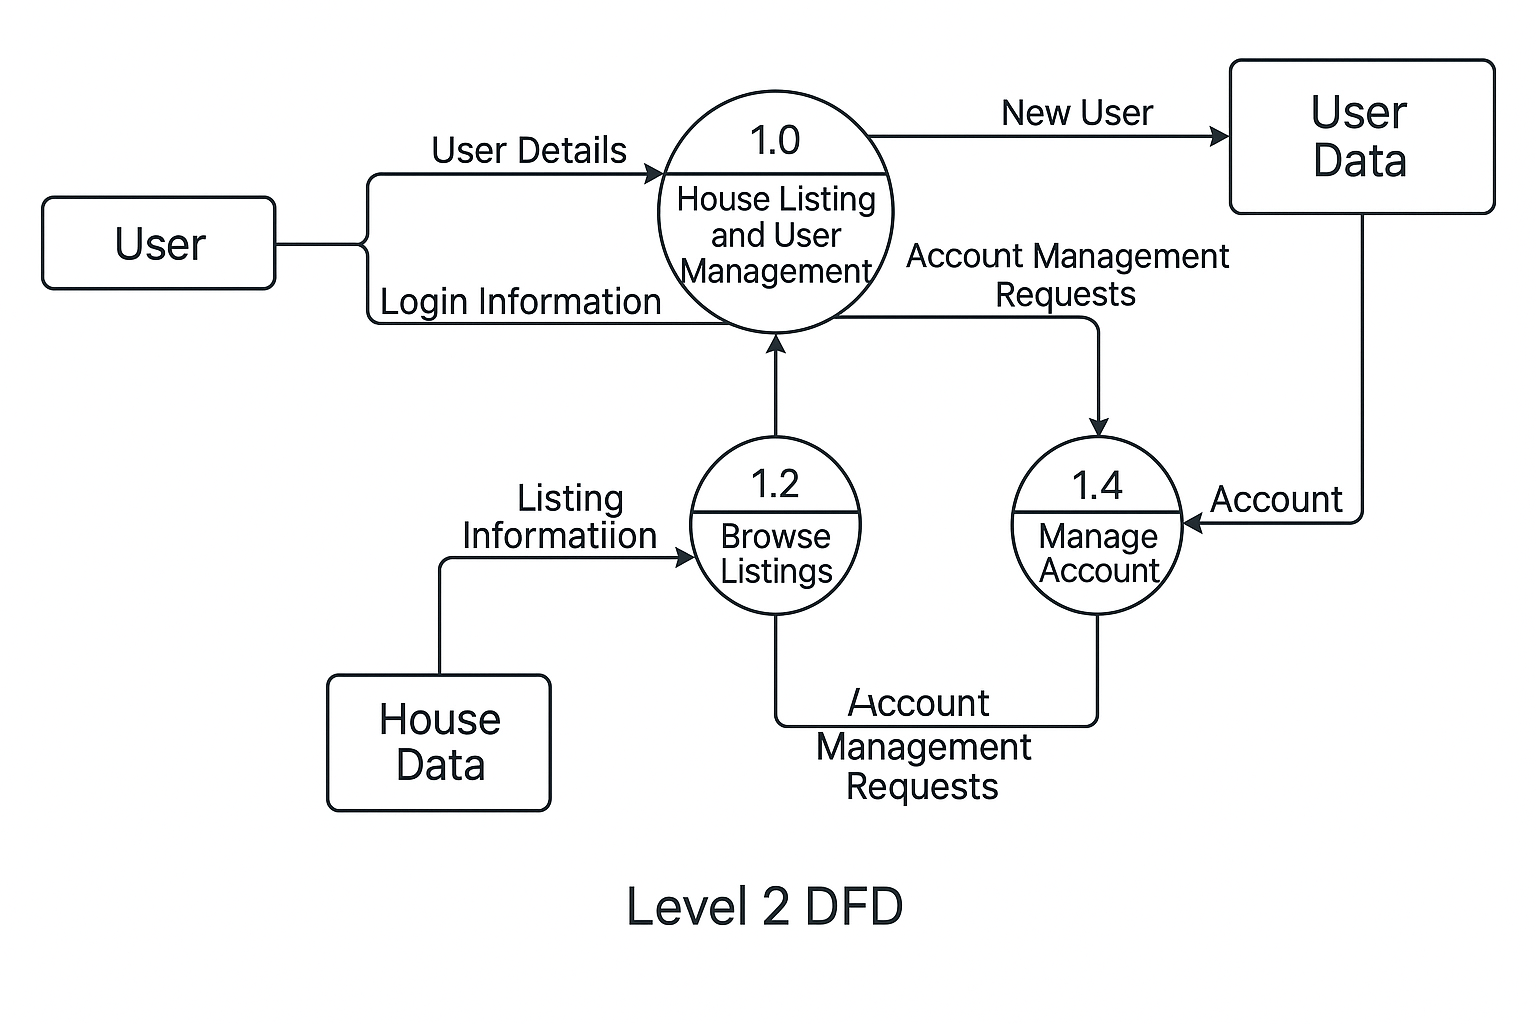 User
User Details
Login Information
1.0
House Listing
and User
Management
New User
User
Data
Account Management
Requests
Listing
Informatiion
1.2
Browse
Listings
1.4
Manage
Account
Account
House
Data
Account
Management
Requests
Level 2 DFD